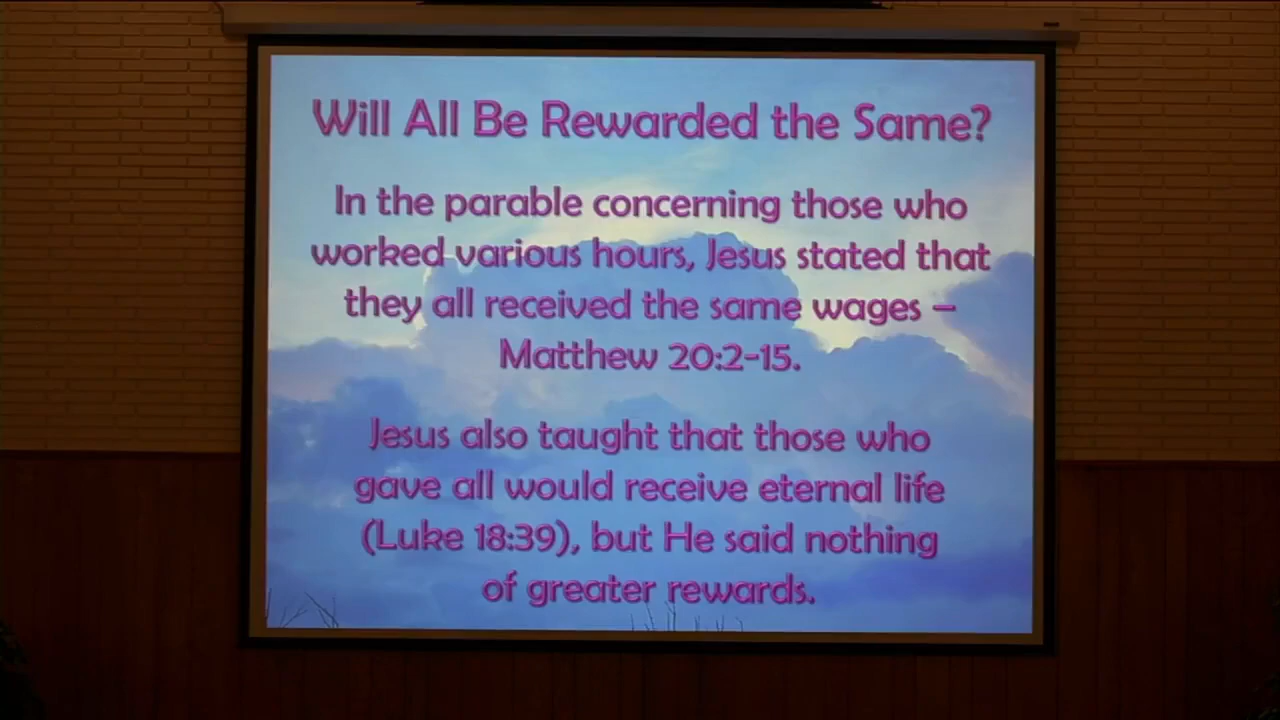 Will All Be Rewarded the Same?
In the parable concerning those who
worked various hours, Jesus stated that
they all received the same wages –
Matthew 20:2-15.
Jesus also taught that those who
gave all would receive eternal life
(Luke 18:39), but He said nothing
of greater rewards.